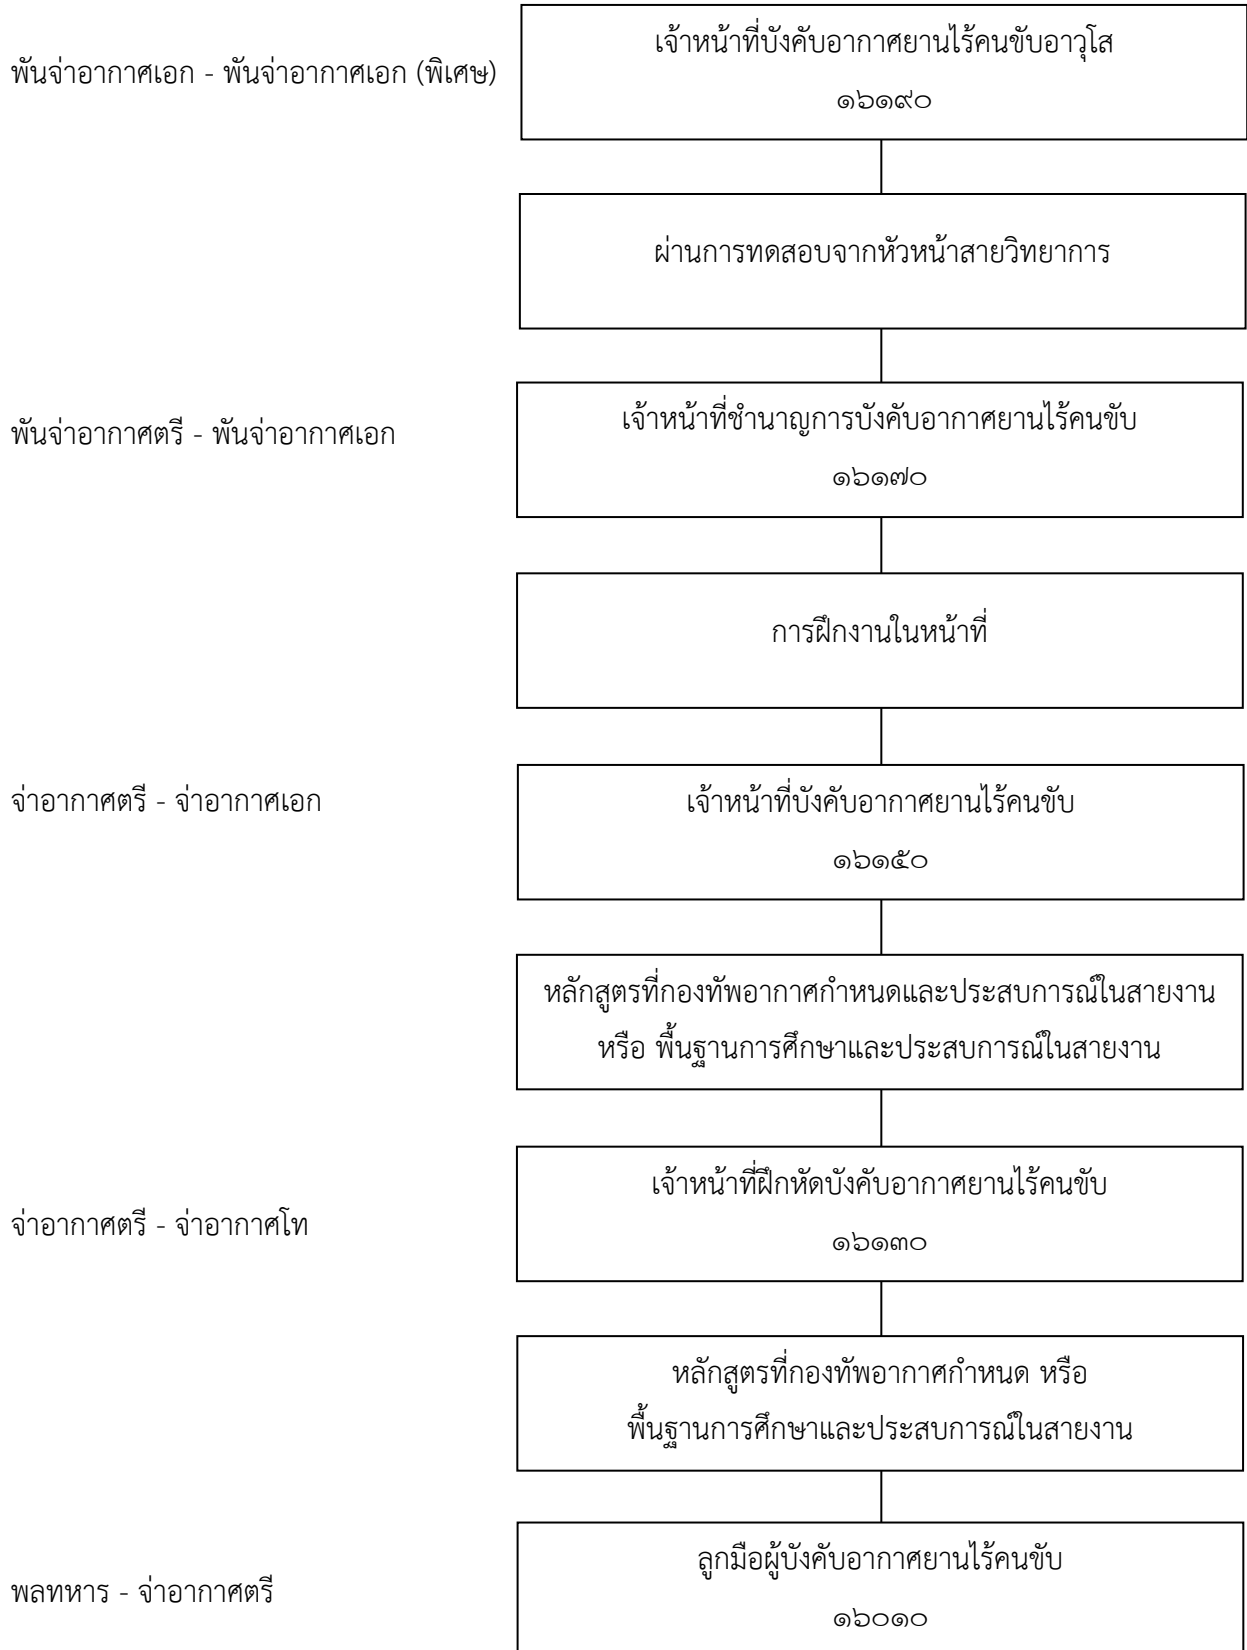 เจ้าหน้าที่บังคับอากาศยานไร้คนขับอาวุโส
พันจ่าอากาศเอก - พันจ่าอากาศเอก (พิเศษ)
๑๖๑๙๐
ผ่านการทดสอบจากหัวหน้าสายวิทยาการ
เจ้าหน้าที่ชำนาญการบังคับอากาศยานไร้คนขับ
พันจ่าอากาศตรี - พันจ่าอากาศเอก
๑๖๑๗๐
การฝึกงานในหน้าที่
เจ้าหน้าที่บังคับอากาศยานไร้คนขับ
จ่าอากาศตรี - จ่าอากาศเอก
๑๖๑๕๐
หลักสูตรที่กองทัพอากาศกำหนดและประสบการณ์ในสายงาน
หรือ พื้นฐานการศึกษาและประสบการณ์ในสายงาน
เจ้าหน้าที่ฝึกหัดบังคับอากาศยานไร้คนขับ
จ่าอากาศตรี - จ่าอากาศโท
๑๖๑๓๐
หลักสูตรที่กองทัพอากาศกำหนด หรือ
พื้นฐานการศึกษาและประสบการณ์ในสายงาน
ลูกมือผู้บังคับอากาศยานไร้คนขับ
พลทหาร - จ่าอากาศตรี
๑๖๐๑๐